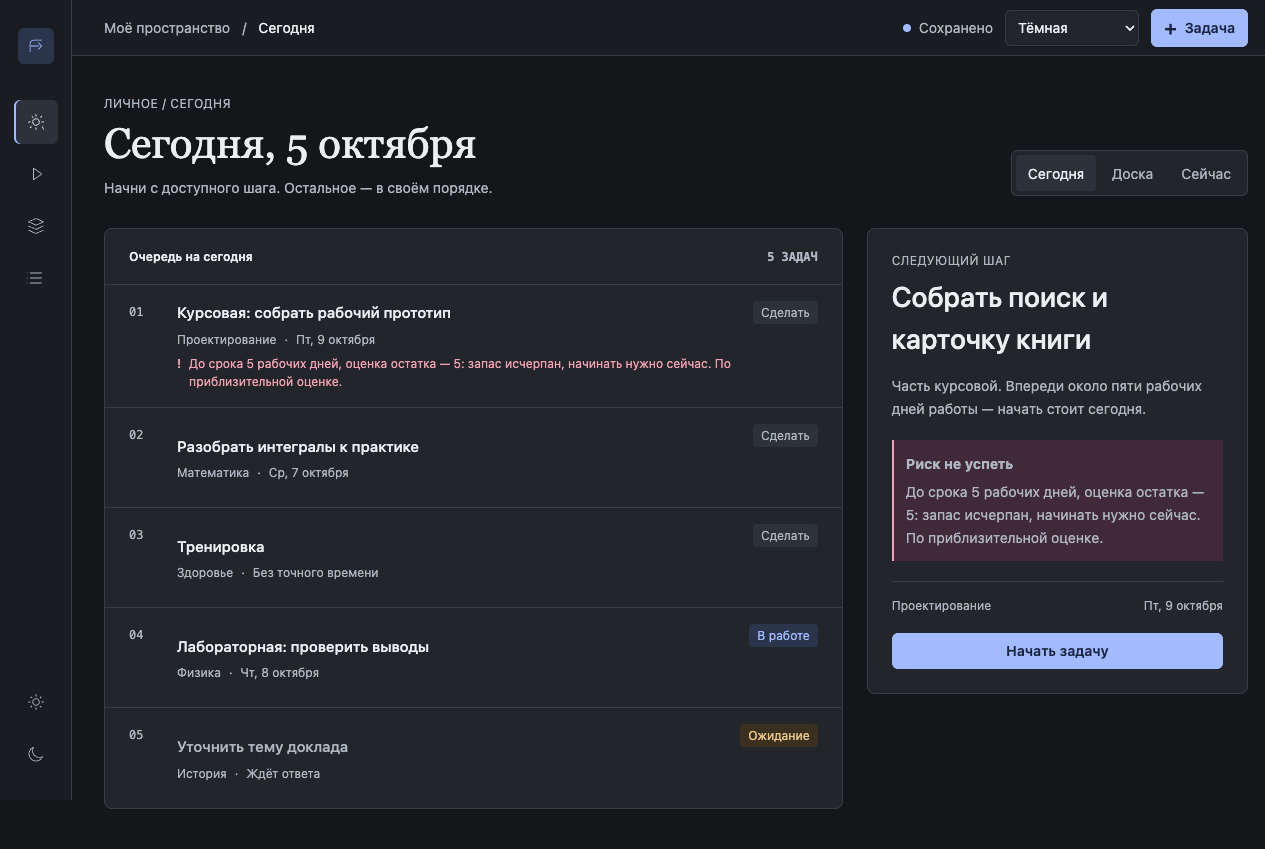 Моё пространство / Сегодня
Сохранено
Тёмная
+ Задача
ЛИЧНОЕ / СЕГОДНЯ
Сегодня, 5 октября
Начни с доступного шага. Остальное — в своём порядке.
Сегодня Доска Сейчас
Очередь на сегодня
5 ЗАДАЧ
01
Курсовая: собрать рабочий прототип
Сделать
Проектирование · Пт, 9 октября
! До срока 5 рабочих дней, оценка остатка — 5: запас исчерпан, начинать нужно сейчас. По
приблизительной оценке.
02
Разобрать интегралы к практике
Сделать
Математика · Ср, 7 октября
03
Тренировка
Сделать
Здоровье · Без точного времени
04
Лабораторная: проверить выводы
В работе
Физика · Чт, 8 октября
05
Уточнить тему доклада
Ожидание
История · Ждёт ответа
СЛЕДУЮЩИЙ ШАГ
Собрать поиск и
карточку книги
Часть курсовой. Впереди около пяти рабочих
дней работы — начать стоит сегодня.
Риск не успеть
До срока 5 рабочих дней, оценка остатка —
5: запас исчерпан, начинать нужно сейчас.
По приблизительной оценке.
Проектирование
Пт, 9 октября
Начать задачу